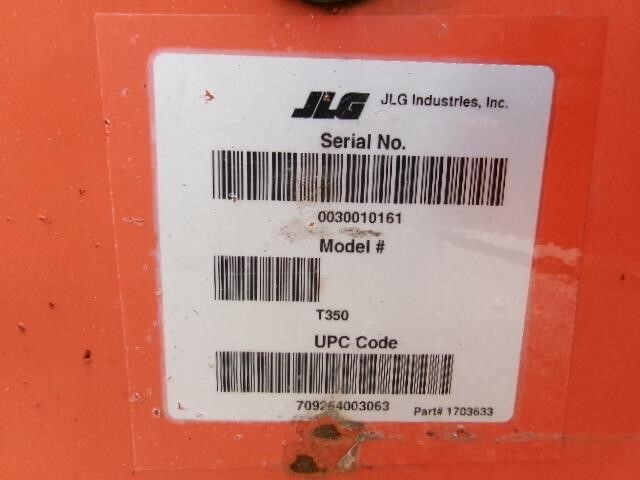 JLG JLG Industries, Inc.
Serial No.
0030010161
Model #
T350
UPC Code
709264003063 Part# 1703633